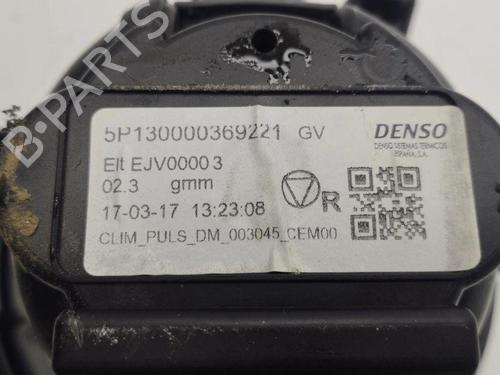 5P130000369221 GV
DENSO
DENSO SISTEMAS TERMICOS
ESPAÑA, S.A.
Elt EJV00003
02.3 gmm
R
17-03-17 13:23:08
CLIM_PULS_DM_003045_CEM00
B-PARTS